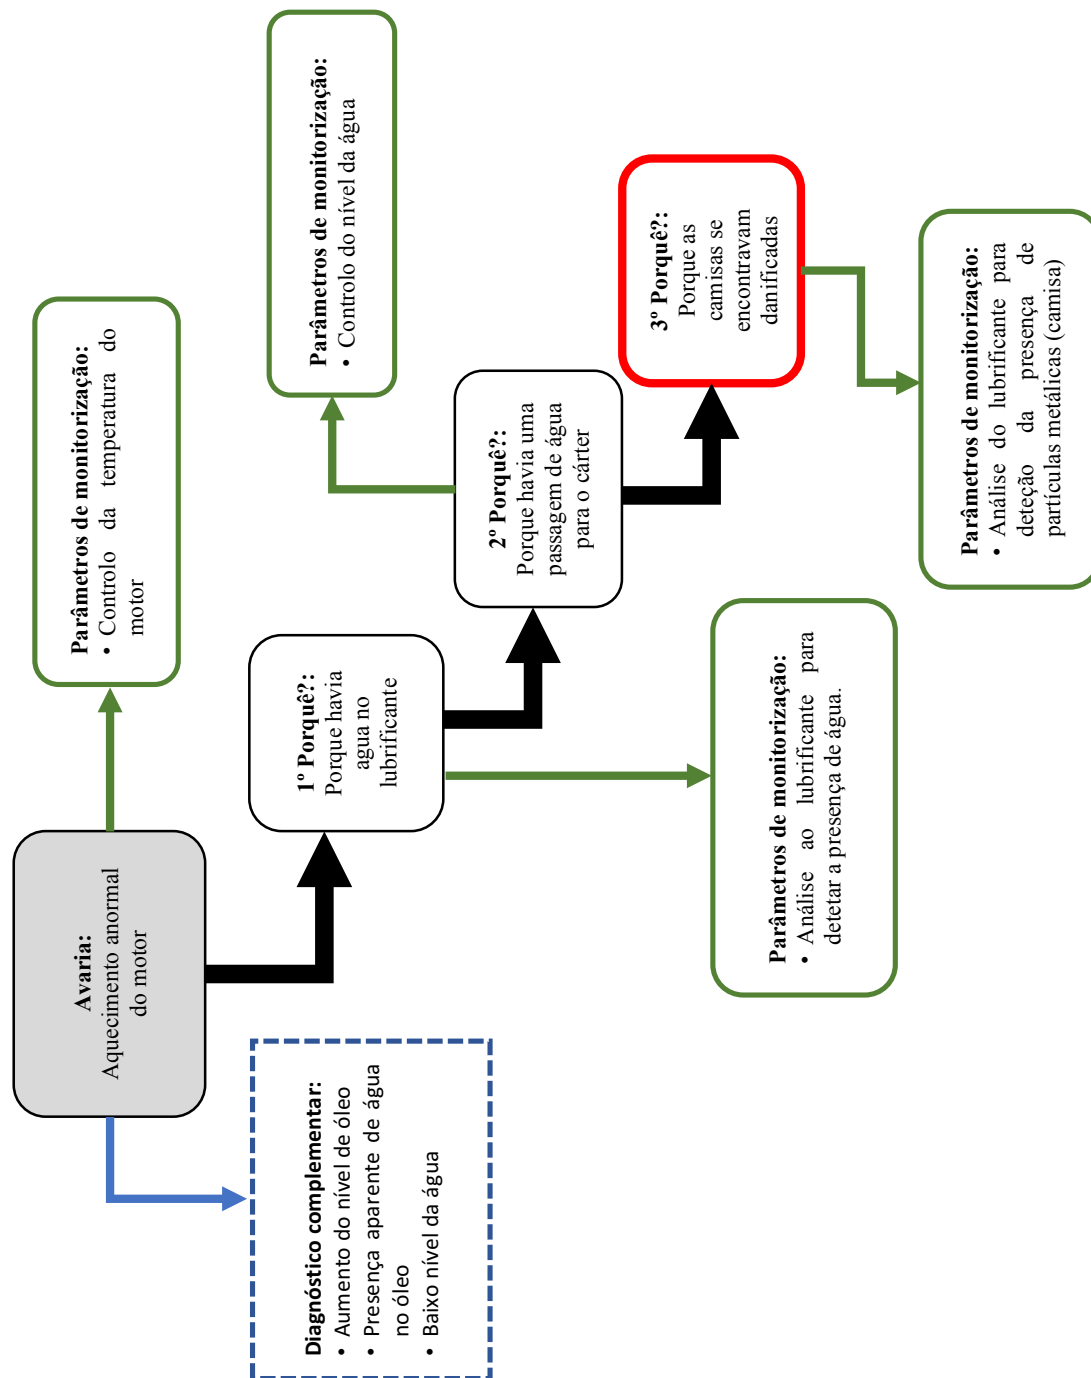 Avaria:
Aquecimento anormal
do motor
Parâmetros de monitorização:
• Controlo da temperatura do
motor
Diagnóstico complementar:
• Aumento do nível de óleo
• Presença aparente de água
no óleo
• Baixo nível da água
1º Porquê?:
Porque havia
agua no
lubrificante
Parâmetros de monitorização:
• Controlo do nível da água
2º Porquê?:
Porque havia uma
passagem de água
para o cárter
3º Porquê?:
Porque as
camisas se
encontravam
danificadas
Parâmetros de monitorização:
• Análise ao lubrificante para
detetar a presença de água.
Parâmetros de monitorização:
• Análise do lubrificante para
deteção da presença de
partículas metálicas (camisa)